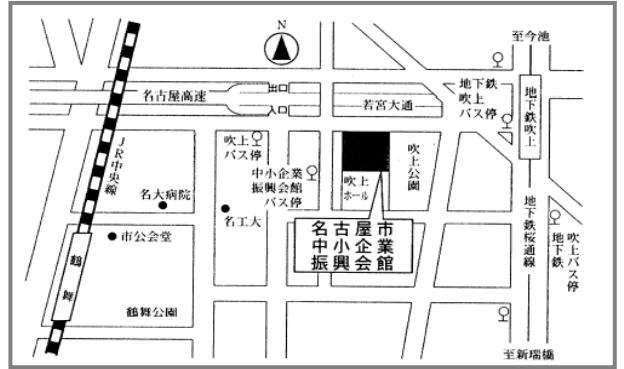 N
至今池
名古屋高速
出口
入口
若宮大通
地下鉄
吹上
バス停
地下鉄吹上
JR中央線
吹上
バス停
中小企業
振興会館
バス停
吹上
ホール
吹上公園
名大病院
名工大
市公会堂
名古屋市
中小企業
振興会館
地下鉄桜通線
地下鉄
吹上バス停
鶴舞
鶴舞公園
至新瑞橋